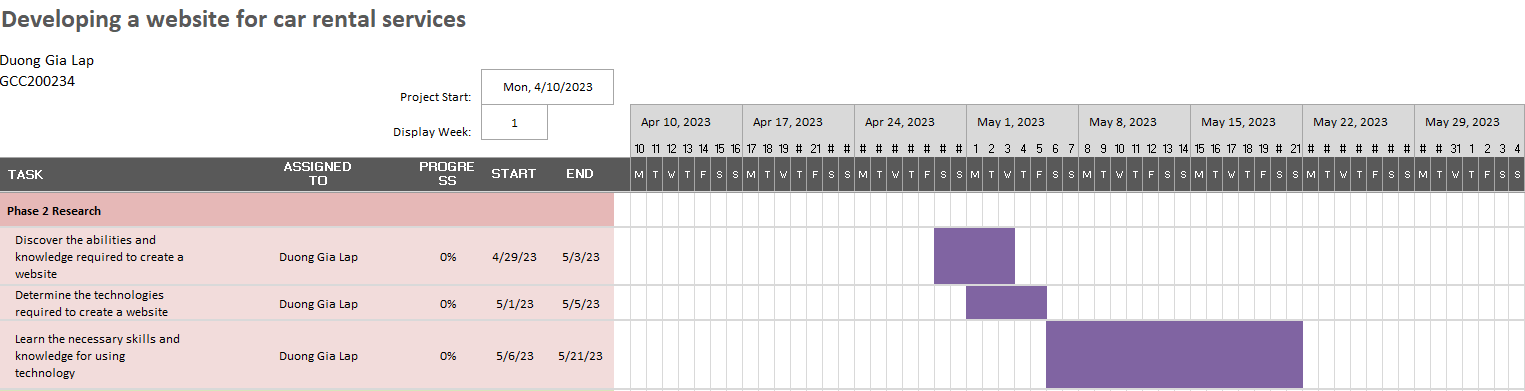 Developing a website for car rental services
Duong Gia Lap
GCC200234
Project Start: Mon, 4/10/2023
Display Week: 1
Apr 10, 2023 Apr 17, 2023 Apr 24, 2023 May 1, 2023 May 8, 2023 May 15, 2023 May 22, 2023 May 29, 2023
10 11 12 13 14 15 16 17 18 19 # 21 # # # # # # # # # 1 2 3 4 5 6 7 8 9 10 11 12 13 14 15 16 17 18 19 # 21 # # # # # # # # # 31 1 2 3 4
TASK ASSIGNED TO PROGRE SS START END M T W T F S S M T W T F S S M T W T F S S M T W T F S S M T W T F S S M T W T F S S M T W T F S S M T W T F S S
Phase 2 Research
Discover the abilities and
knowledge required to create a
website
Duong Gia Lap 0% 4/29/23 5/3/23
Determine the technologies
required to create a website
Duong Gia Lap 0% 5/1/23 5/5/23
Learn the necessary skills and
knowledge for using
technology
Duong Gia Lap 0% 5/6/23 5/21/23